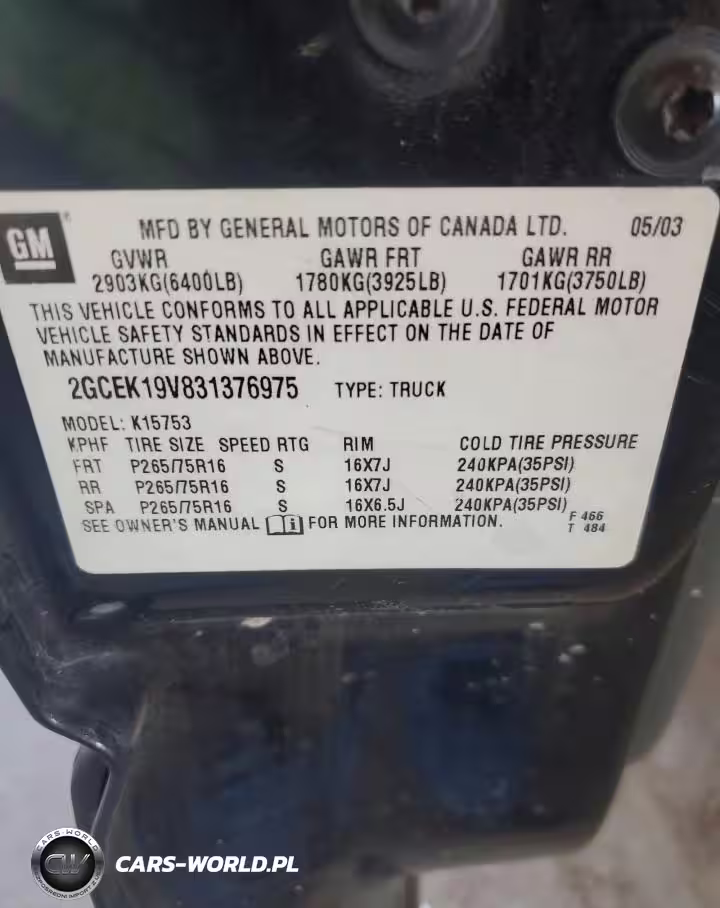 GM
MFD BY GENERAL MOTORS OF CANADA LTD. 05/03
GVWR GAWR FRT GAWR RR
2903KG(6400LB) 1780KG(3925LB) 1701KG(3750LB)
THIS VEHICLE CONFORMS TO ALL APPLICABLE U.S. FEDERAL MOTOR
VEHICLE SAFETY STANDARDS IN EFFECT ON THE DATE OF
MANUFACTURE SHOWN ABOVE.
2GCEK19V831376975 TYPE: TRUCK
MODEL: K15753
KPHF TIRE SIZE SPEED RTG RIM COLD TIRE PRESSURE
FRT P265/75R16 S 16X7J 240KPA(35PSI)
RR P265/75R16 S 16X7J 240KPA(35PSI)
SPA P265/75R16 S 16X6.5J 240KPA(35PSI)
SEE OWNER'S MANUAL i FOR MORE INFORMATION. F 466
T 484
CARS-WORLD
CW
CARS-WORLD.PL